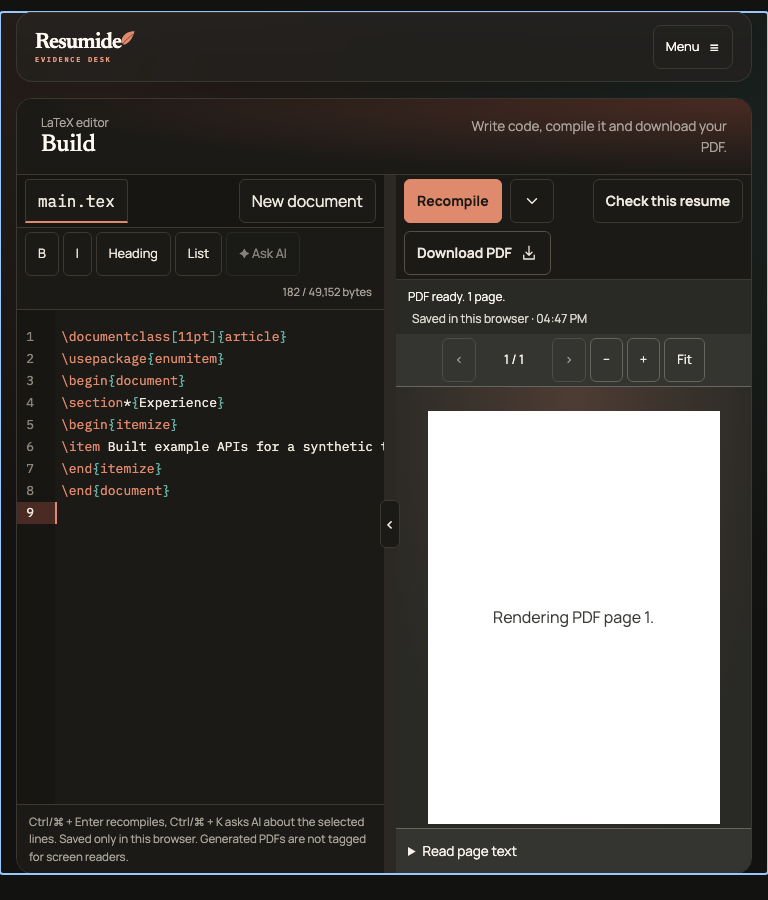 Resumide
EVIDENCE DESK
Menu
LaTeX editor
Build
Write code, compile it and download your
PDF.
main.tex
New document
B
I
Heading
List
Ask AI
182 / 49,152 bytes
1 \documentclass[11pt]{article}
2 \usepackage{enumitem}
3 \begin{document}
4 \section*{Experience}
5 \begin{itemize}
6 \item Built example APIs for a synthetic
7 \end{itemize}
8 \end{document}
9
Recompile
Check this resume
Download PDF
PDF ready. 1 page.
Saved in this browser · 04:47 PM
‹
1 / 1
›
−
+
Fit
Rendering PDF page 1.
Ctrl/⌘ + Enter recompiles, Ctrl/⌘ + K asks AI about the selected
lines. Saved only in this browser. Generated PDFs are not tagged
for screen readers.
Read page text